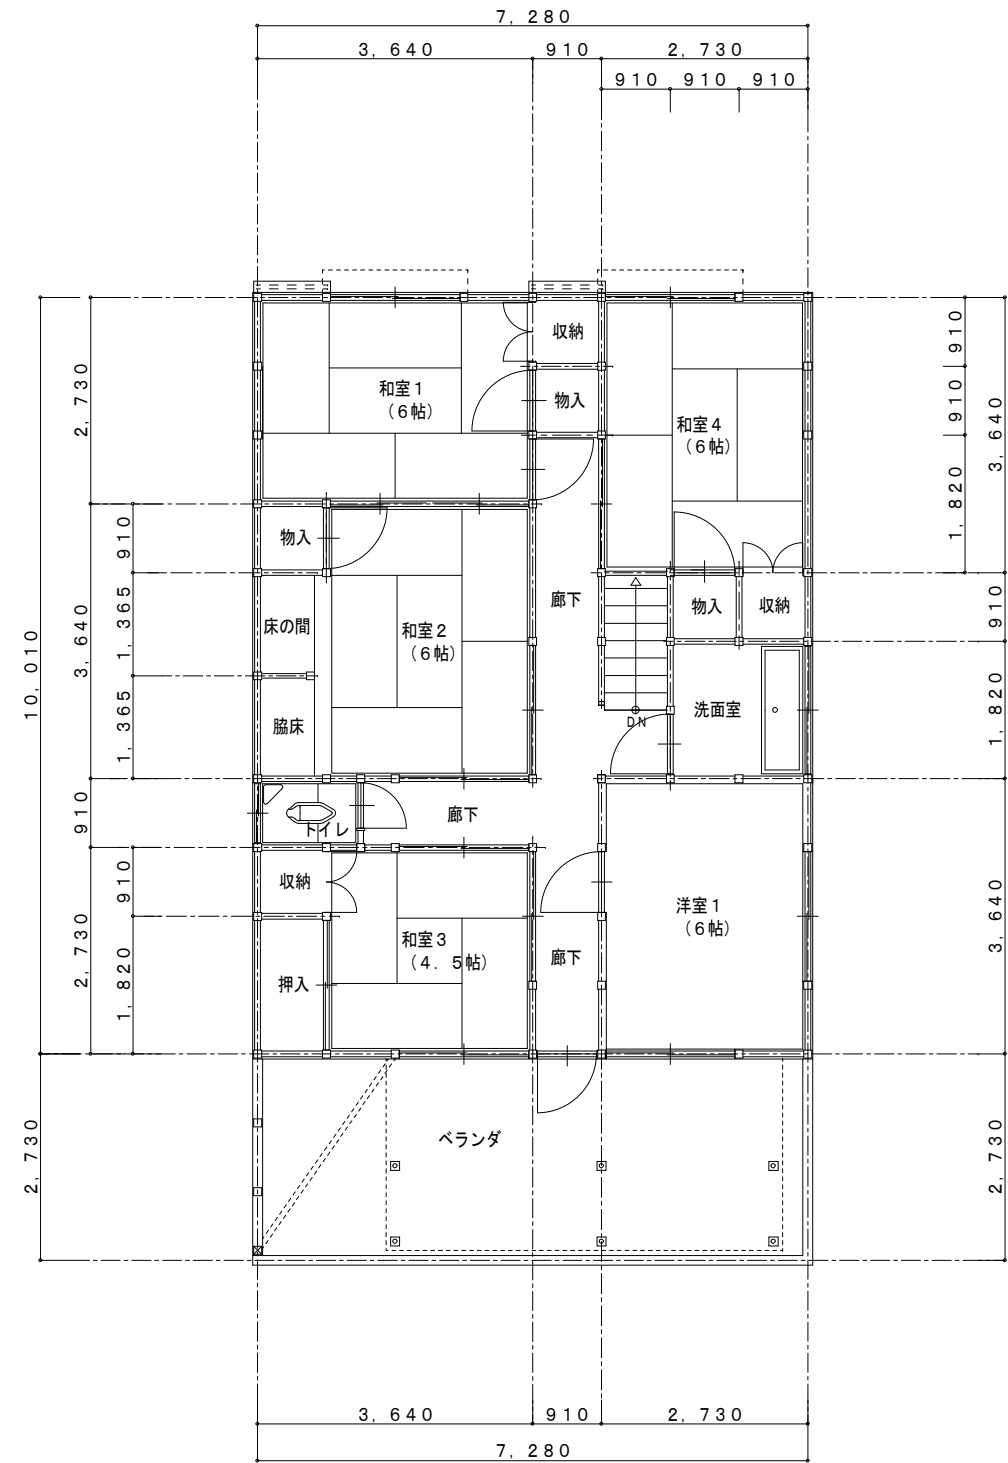 7,280
3,640
910
2,730
910
910
910
収納
和室1
(6帖)
物入
和室4
(6帖)
物入
廊下
物入
収納
床の間
和室2
(6帖)
脇床
洗面室
DN
トイレ
廊下
収納
洋室1
(6帖)
和室3
(4.5帖)
廊下
押入
ベランダ
10,010
2,730
2,730
3,640
910
2,730
910
1,365
1,365
910
1,820
910
910
1,820
3,640
910
1,820
3,640
2,730
3,640
910
2,730
7,280